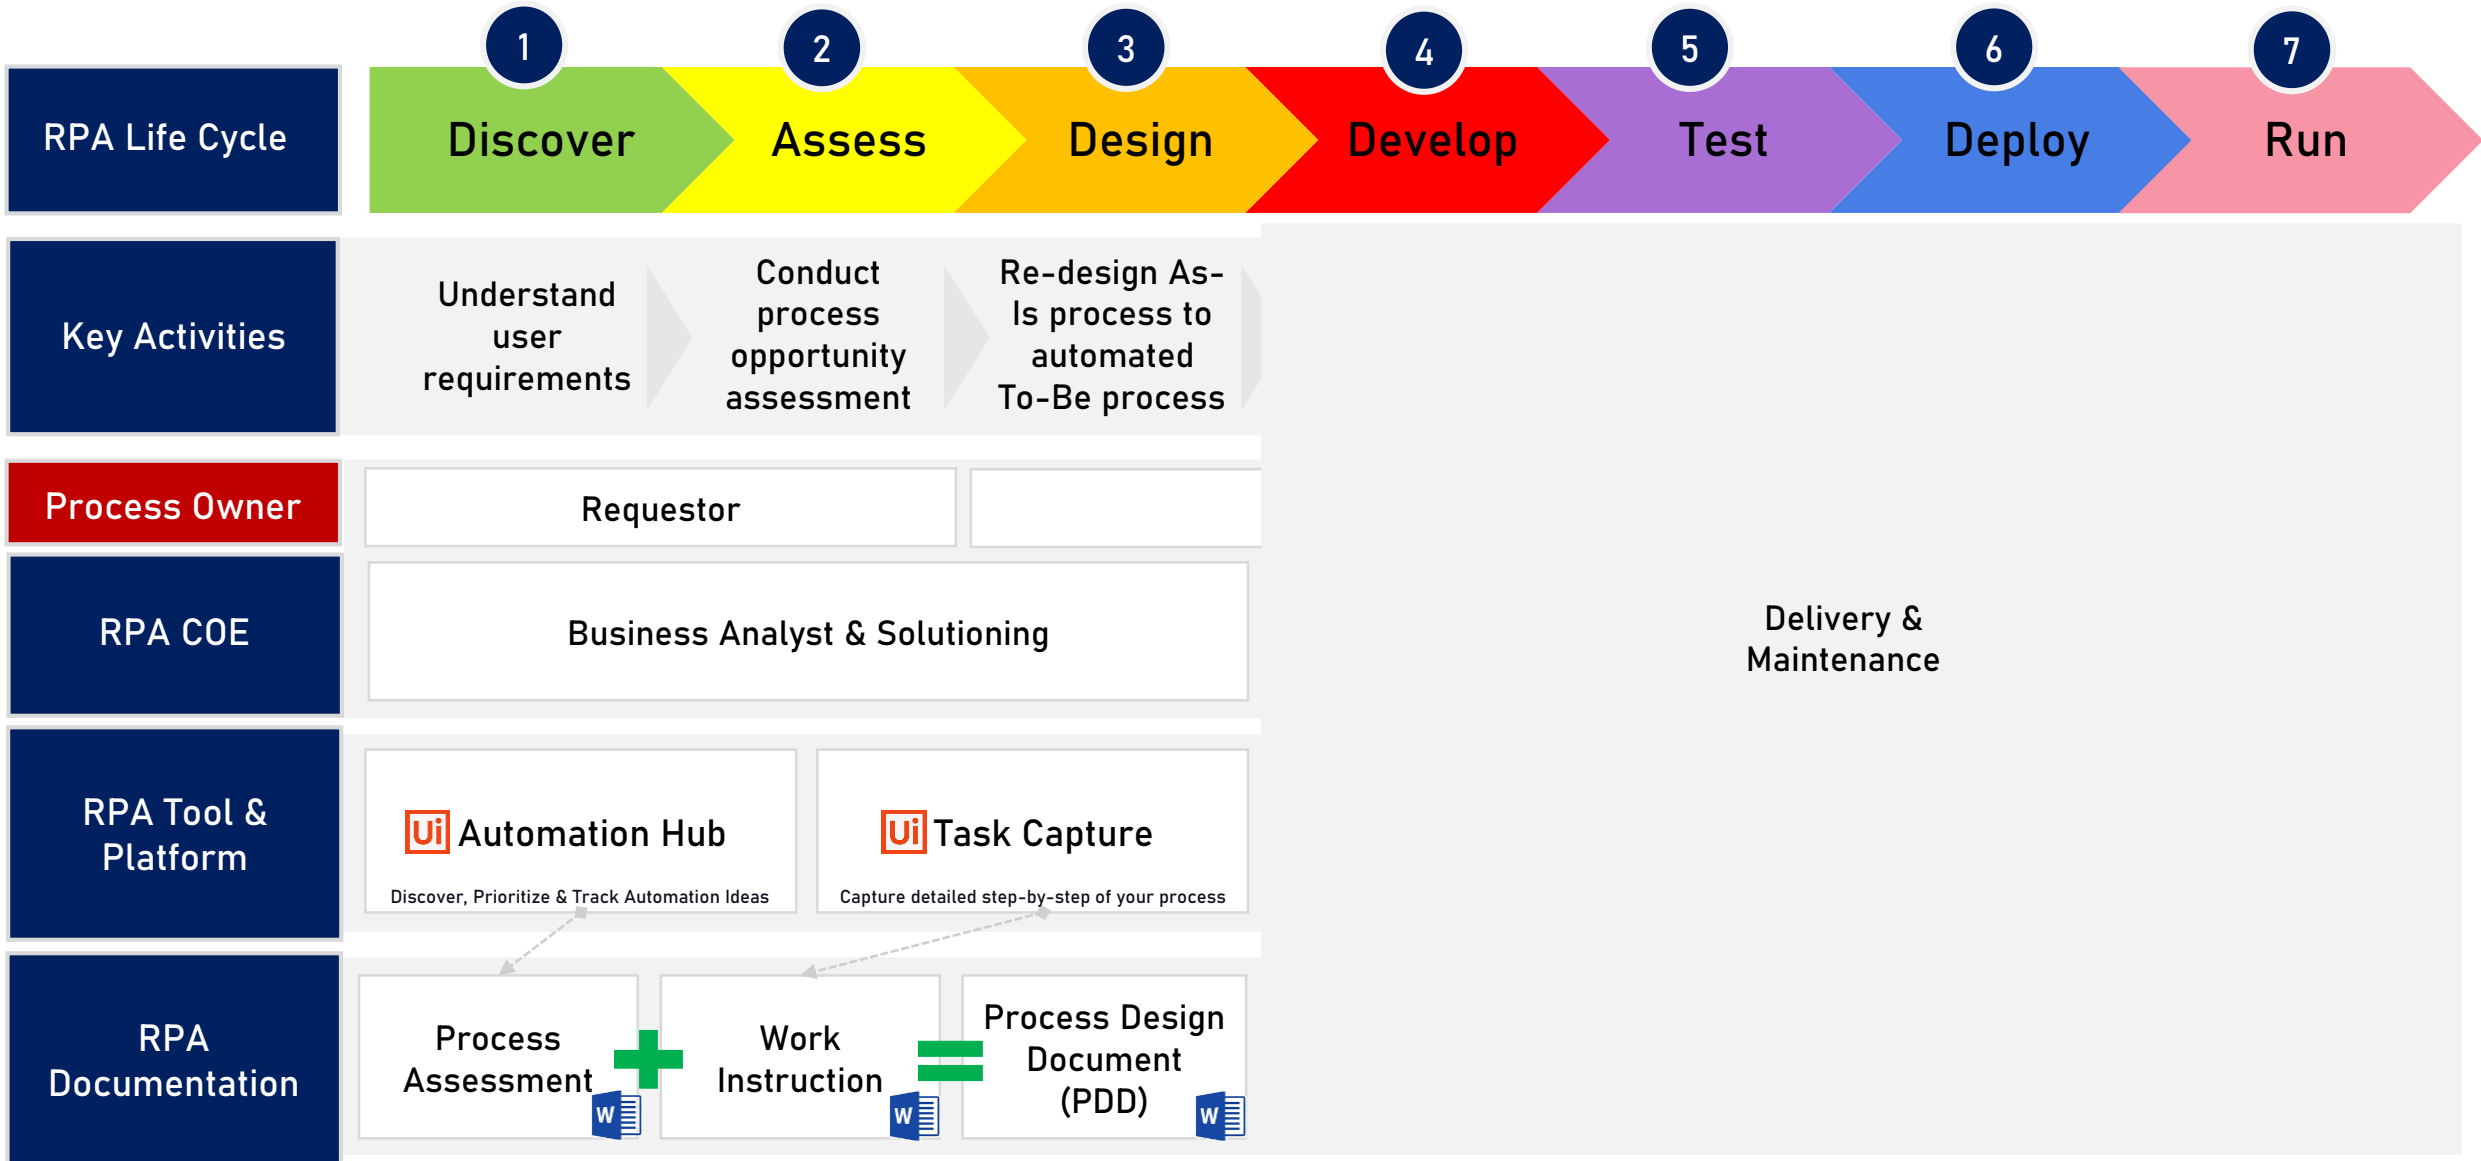 1
2
3
4
5
6
7
RPA Life Cycle
Discover
Assess
Design
Develop
Test
Deploy
Run
Key Activities
Understand
user
requirements
Conduct
process
opportunity
assessment
Re-design As-
Is process to
automated
To-Be process
Process Owner
Requestor
RPA COE
Business Analyst & Solutioning
Delivery &
Maintenance
RPA Tool &
Platform
Ui Automation Hub
Discover, Prioritize & Track Automation Ideas
Ui Task Capture
Capture detailed step-by-step of your process
RPA
Documentation
Process
Assessment
W
Work
Instruction
W
Process Design
Document
(PDD)
W